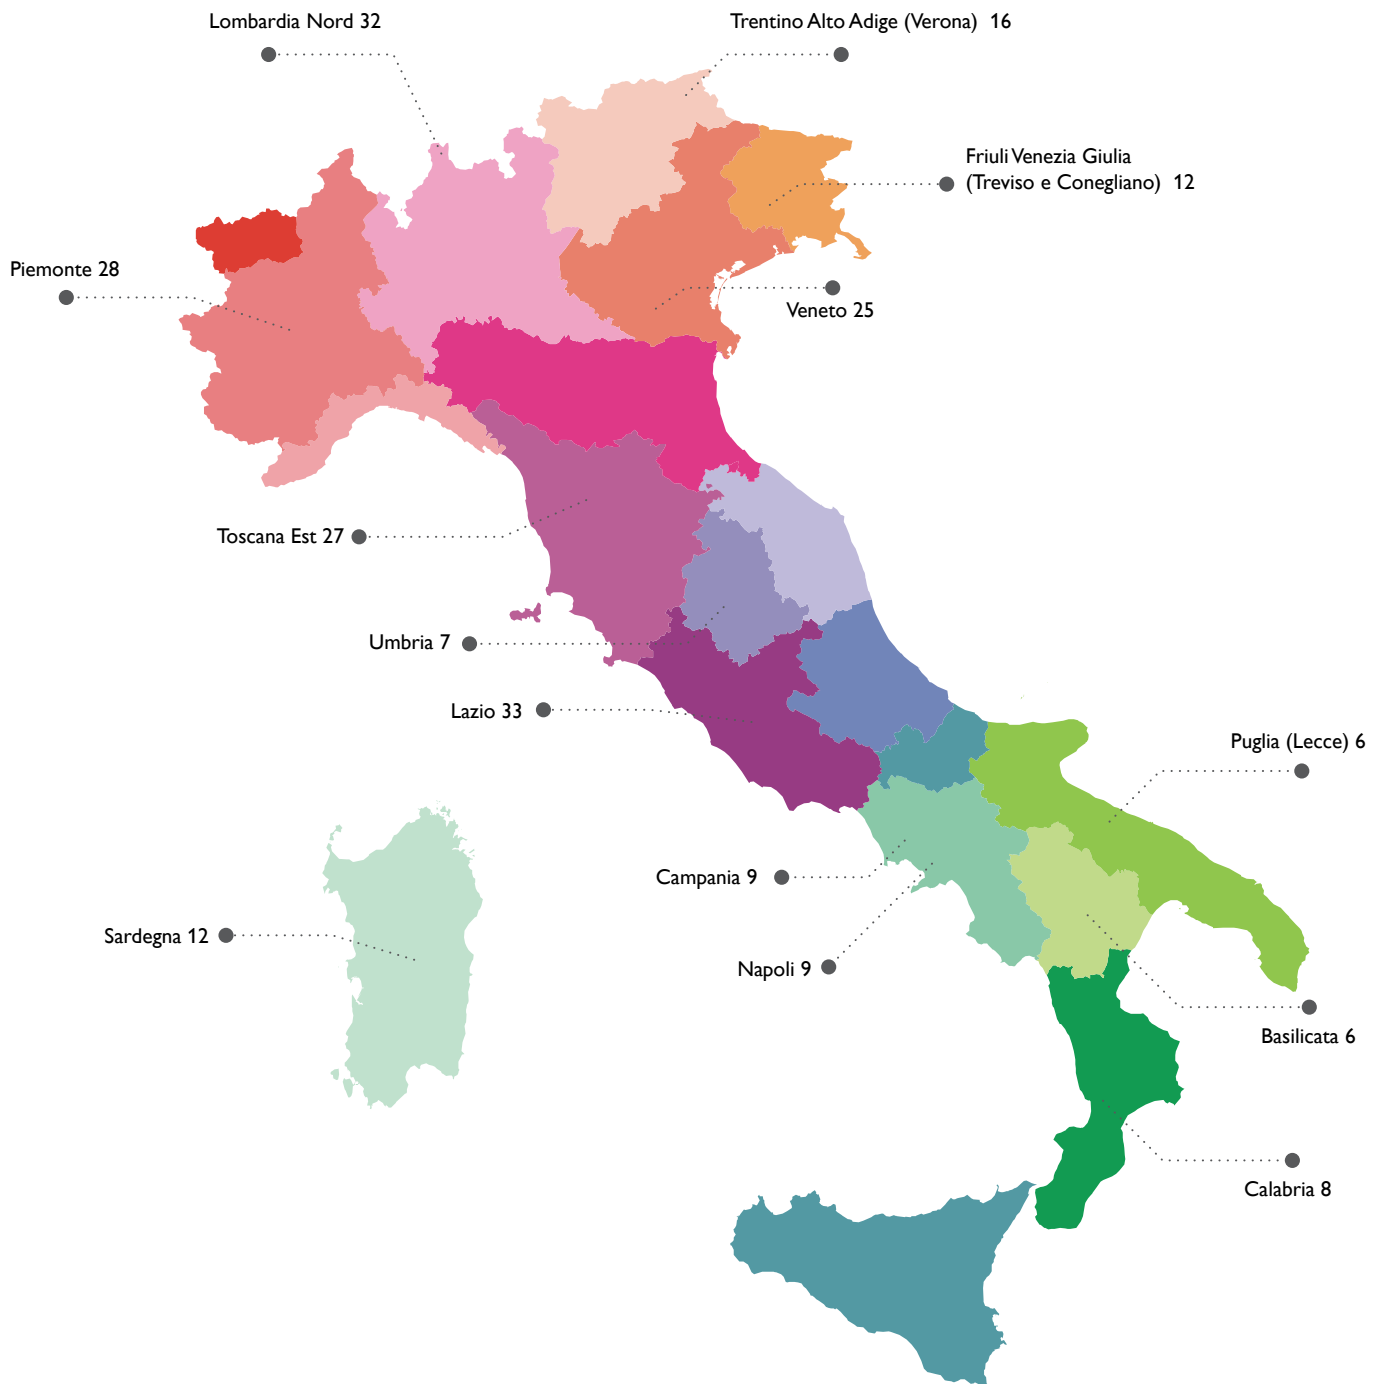 Lombardia Nord 32
Trentino Alto Adige (Verona) 16
Friuli Venezia Giulia
(Treviso e Conegliano) 12
Piemonte 28
Veneto 25
Toscana Est 27
Umbria 7
Lazio 33
Puglia (Lecce) 6
Campania 9
Sardegna 12
Napoli 9
Basilicata 6
Calabria 8